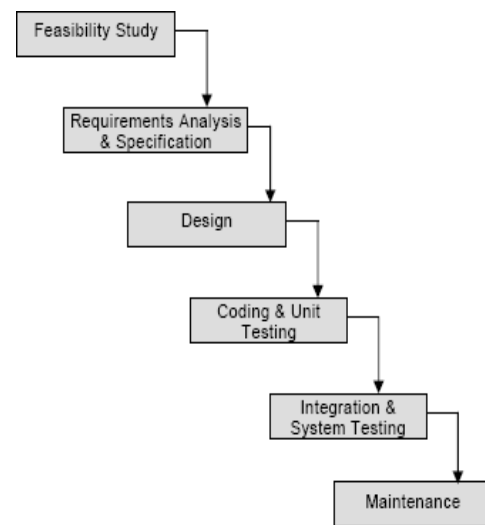 Feasibility Study
Requirements Analysis
& Specification
Design
Coding & Unit
Testing
Integration &
System Testing
Maintenance